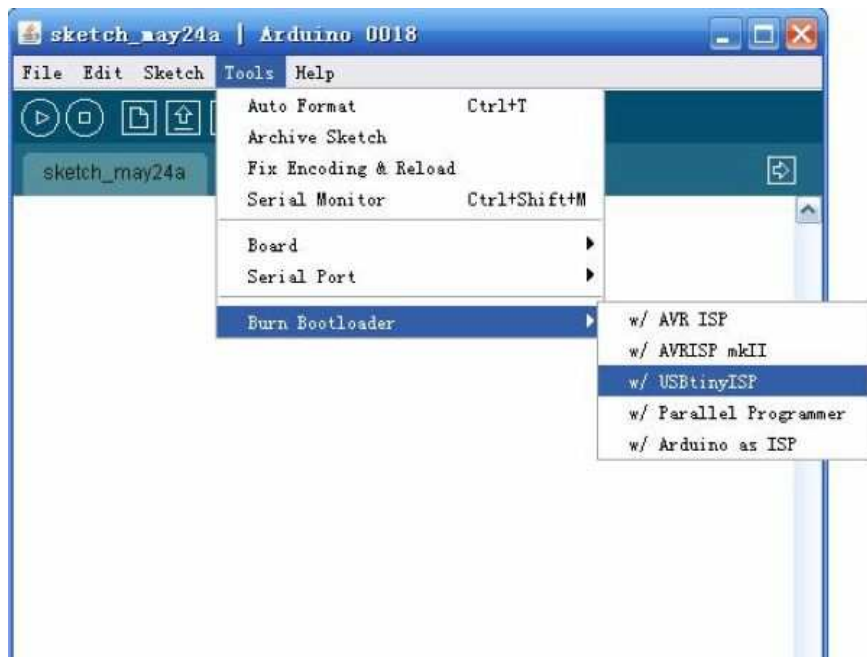 sketch_may24a | Arduino 0018
File Edit Sketch Tools Help
Auto Format Ctrl+T
Archive Sketch
sketch_may24a
Fix Encoding & Reload
Serial Monitor Ctrl+Shift+M
Board
Serial Port
Burn Bootloader
w/ AVR ISP
w/ AVRISP mkII
w/ USBtinyISP
w/ Parallel Programmer
w/ Arduino as ISP